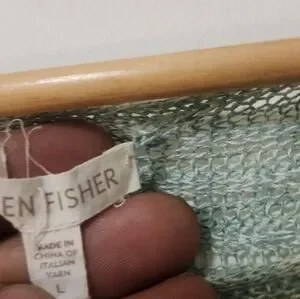 EN FISHER
MADE IN
CHINA OF
ITALIAN
YARN
L